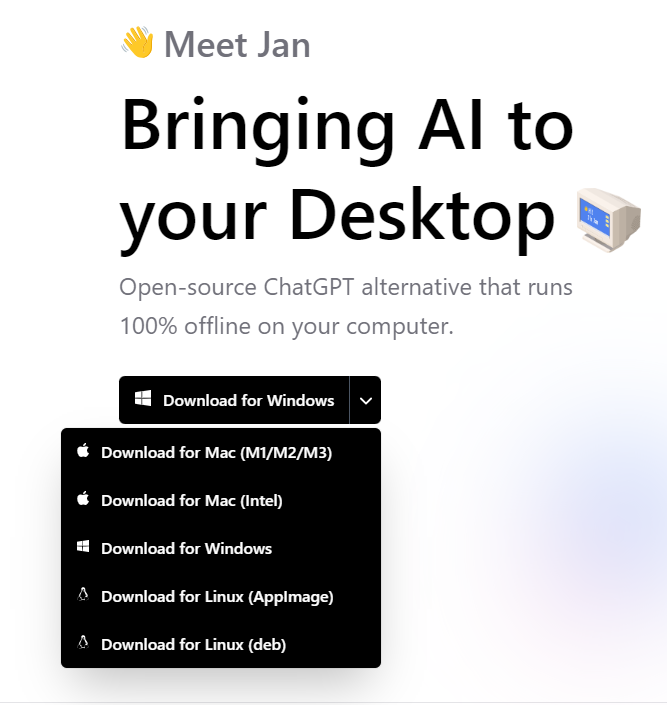 👋 Meet Jan
Bringing AI to
your Desktop
Open-source ChatGPT alternative that runs
100% offline on your computer.
Download for Windows
Download for Mac (M1/M2/M3)
Download for Mac (Intel)
Download for Windows
Download for Linux (AppImage)
Download for Linux (deb)